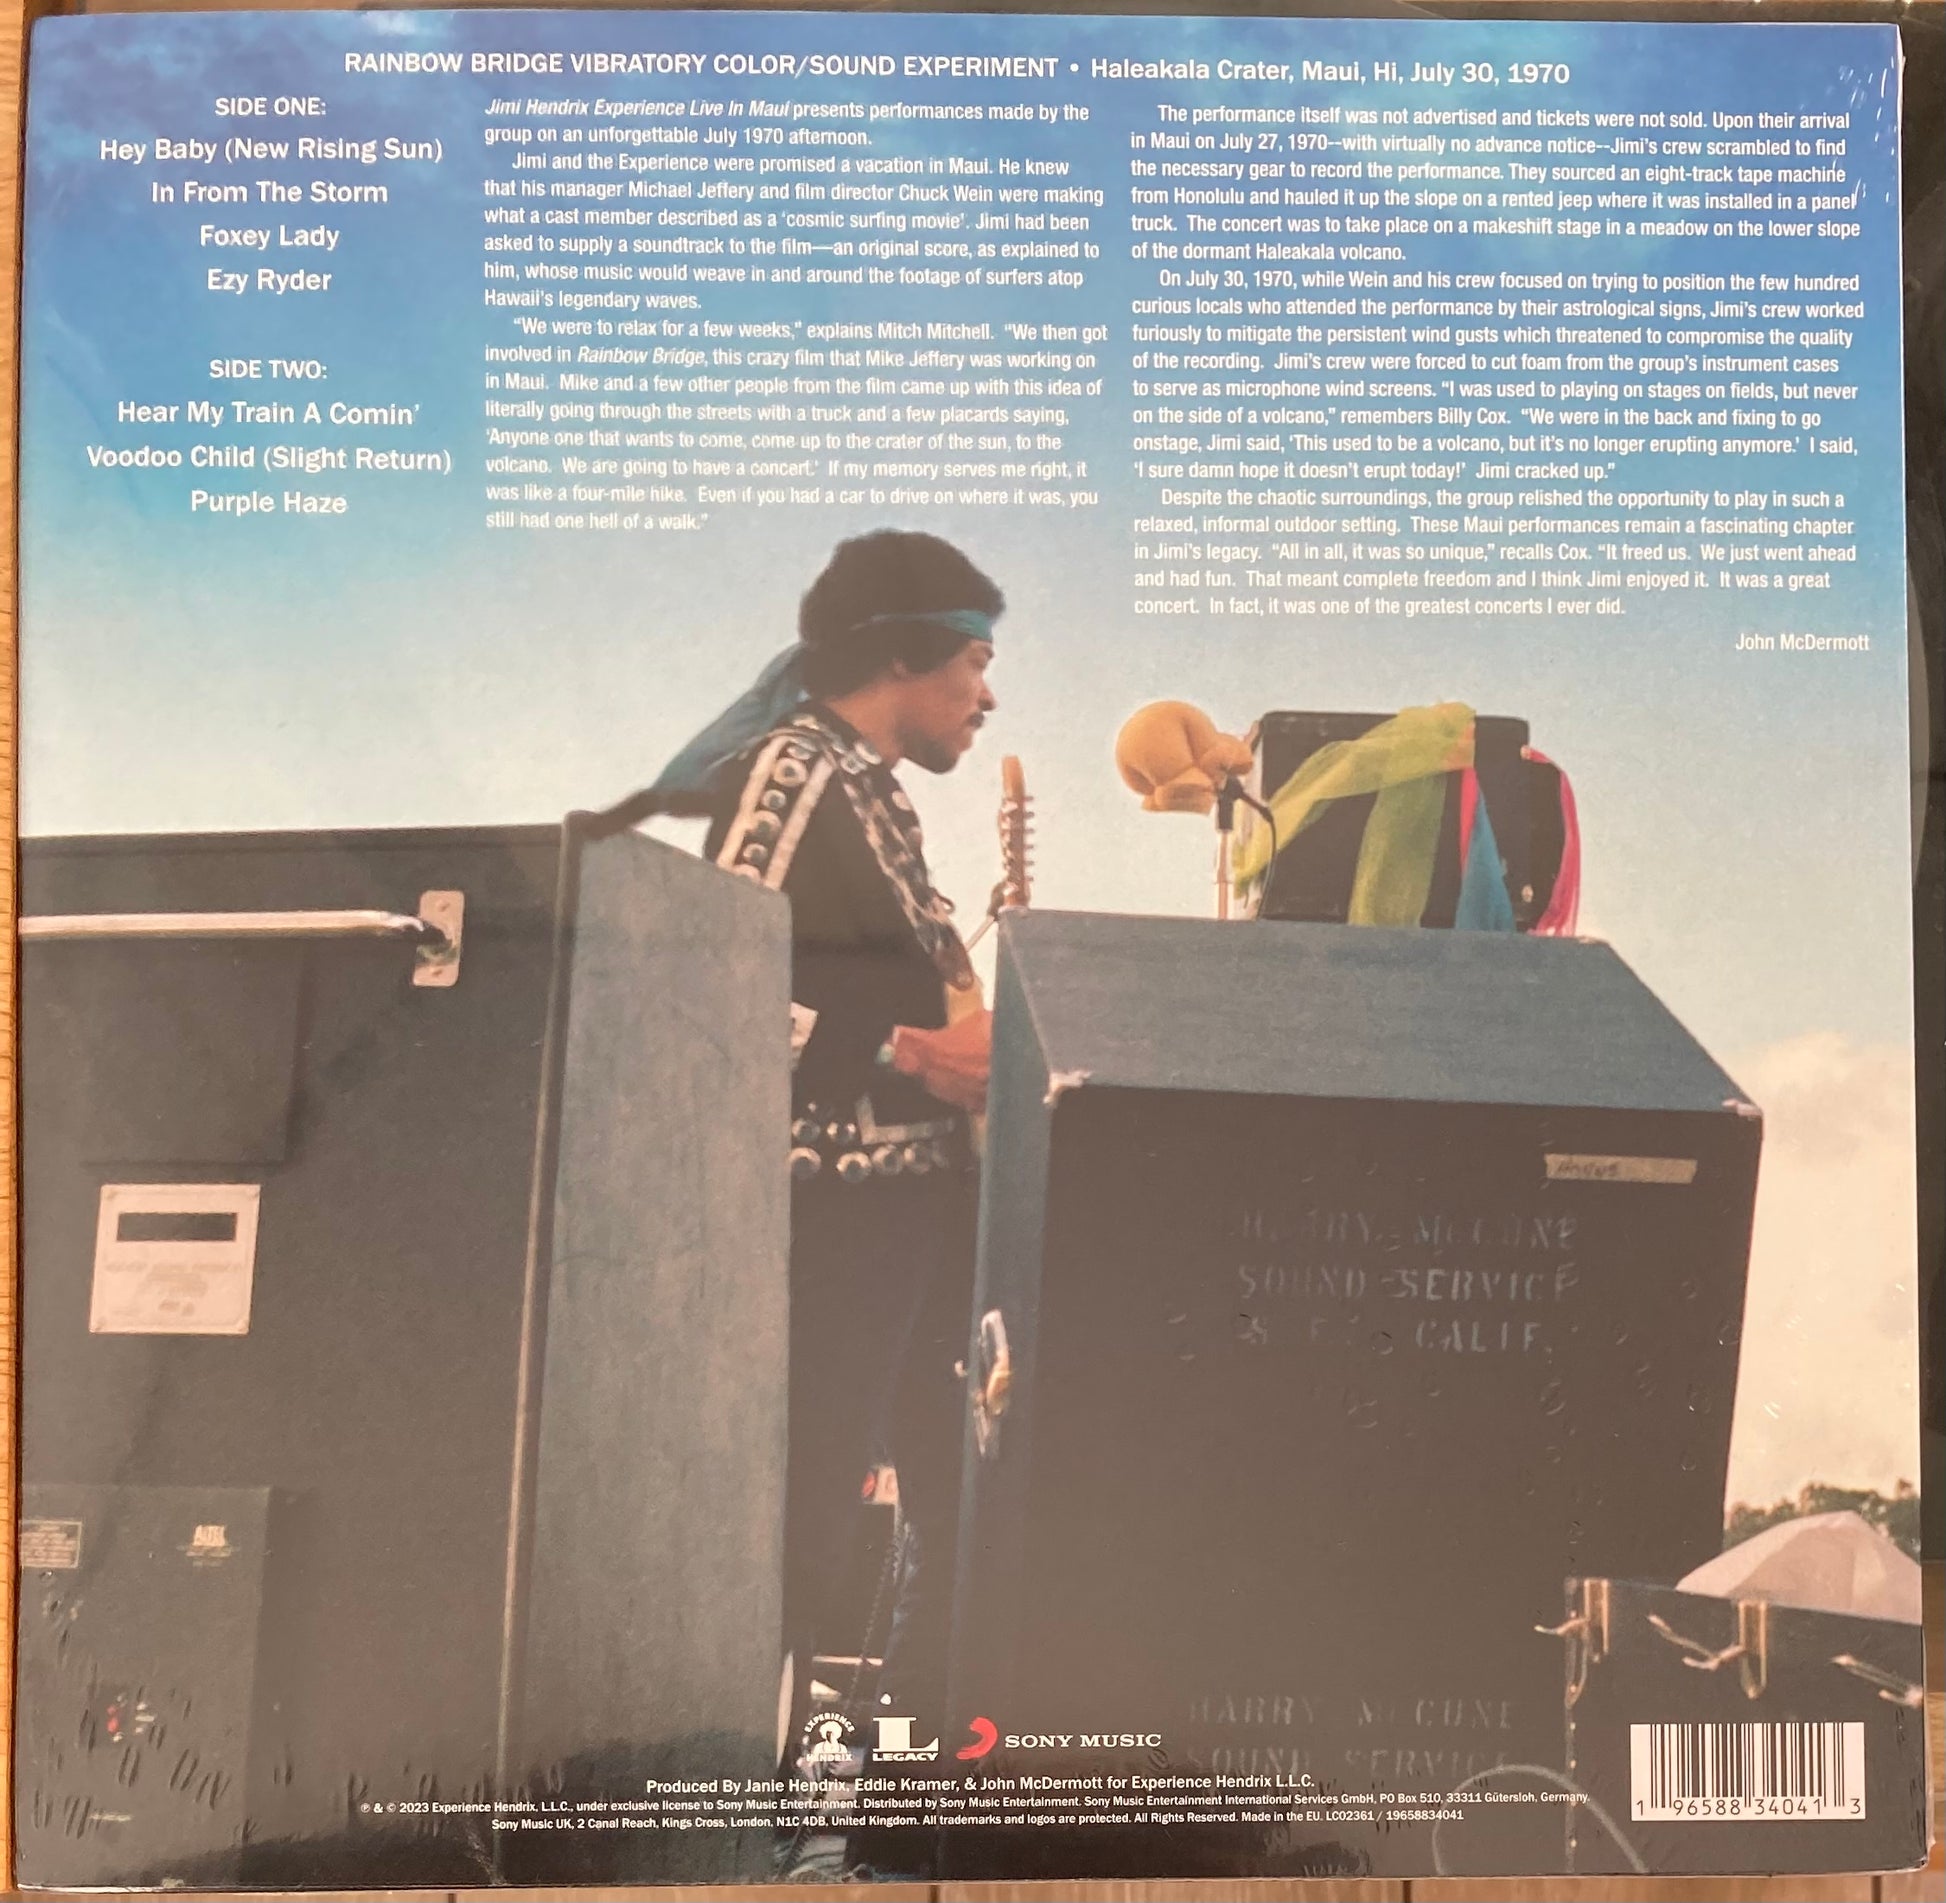 RAINBOW BRIDGE VIBRATORY COLOR/SOUND EXPERIMENT • Haleakala Crater, Maui, Hi, July 30, 1970
SIDE ONE:
Hey Baby (New Rising Sun)
In From The Storm
Foxey Lady
Ezy Ryder
SIDE TWO:
Hear My Train A Comin’
Voodoo Child (Slight Return)
Purple Haze
Jimi Hendrix Experience Live In Maui presents performances made by the
group on an unforgettable July 1970 afternoon.
Jimi and the Experience were promised a vacation in Maui. He knew
that his manager Michael Jeffery and film director Chuck Wein were making
what a cast member described as a ‘cosmic surfing movie’. Jimi had been
asked to supply a soundtrack to the film—an original score, as explained to
him, whose music would weave in and around the footage of surfers atop
Hawaii’s legendary waves.
“We were to relax for a few weeks,” explains Mitch Mitchell. “We then got
involved in Rainbow Bridge, this crazy film that Mike Jeffery was working on
in Maui. Mike and a few other people from the film came up with this idea of
literally going through the streets with a truck and a few placards saying,
‘Anyone one that wants to come, come up to the crater of the sun, to the
volcano. We are going to have a concert.’ If my memory serves me right, it
was like a four-mile hike. Even if you had a car to drive on where it was, you
still had one hell of a walk.”
The performance itself was not advertised and tickets were not sold. Upon their arrival
in Maui on July 27, 1970--with virtually no advance notice--Jimi’s crew scrambled to find
the necessary gear to record the performance. They sourced an eight-track tape machine
from Honolulu and hauled it up the slope on a rented jeep where it was installed in a panel
truck. The concert was to take place on a makeshift stage in a meadow on the lower slope
of the dormant Haleakala volcano.
On July 30, 1970, while Wein and his crew focused on trying to position the few hundred
curious locals who attended the performance by their astrological signs, Jimi’s crew worked
furiously to mitigate the persistent wind gusts which threatened to compromise the quality
of the recording. Jimi’s crew were forced to cut foam from the group’s instrument cases
to serve as microphone wind screens. “I was used to playing on stages on fields, but never
on the side of a volcano,” remembers Billy Cox. “We were in the back and fixing to go
onstage, Jimi said, ‘This used to be a volcano, but it’s no longer erupting anymore.’ I said,
‘I sure damn hope it doesn’t erupt today!’ Jimi cracked up.”
Despite the chaotic surroundings, the group relished the opportunity to play in such a
relaxed, informal outdoor setting. These Maui performances remain a fascinating chapter
in Jimi’s legacy. “All in all, it was so unique,” recalls Cox. “It freed us. We just went ahead
and had fun. That meant complete freedom and I think Jimi enjoyed it. It was a great
concert. In fact, it was one of the greatest concerts I ever did.
John McDermott
HARRY McCUNE
SOUND SERVICE
CALIF.
ALTEC
HARRY McCUNE
SOUND SERVICE
EXPERIENCE
HENDRIX
L
LEGACY
SONY MUSIC
Produced By Janie Hendrix, Eddie Kramer, & John McDermott for Experience Hendrix L.L.C.
℗ & © 2023 Experience Hendrix, L.L.C., under exclusive license to Sony Music Entertainment. Distributed by Sony Music Entertainment. Sony Music Entertainment International Services GmbH, PO Box 510, 33311 Gütersloh, Germany.
Sony Music UK, 2 Canal Reach, Kings Cross, London, N1C 4DB, United Kingdom. All trademarks and logos are protected. All Rights Reserved. Made in the EU. LC02361 / 19658834041
1 96588 34041 3